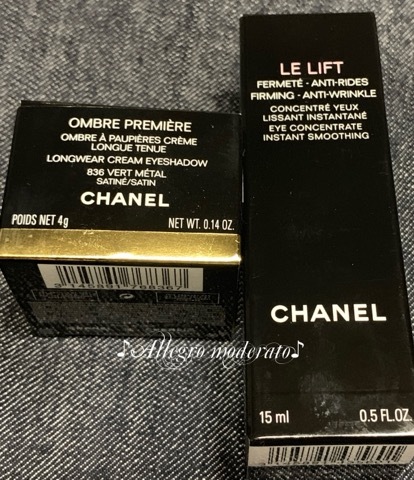 OMBRE PREMIÈRE
OMBRE À PAUPIÈRES CRÈME
LONGUE TENUE
LONGWEAR CREAM EYESHADOW
836 VERT MÉTAL
SATINÉ/SATIN
CHANEL
POIDS NET 4g NET WT. 0.14 OZ.
LE LIFT
FERMETÉ - ANTI-RIDES
FIRMING - ANTI-WRINKLE
CONCENTRÉ YEUX
LISSANT INSTANTANÉ
EYE CONCENTRATE
INSTANT SMOOTHING
CHANEL
15 ml 0.5 FL.OZ.
♪Allegro moderato♪